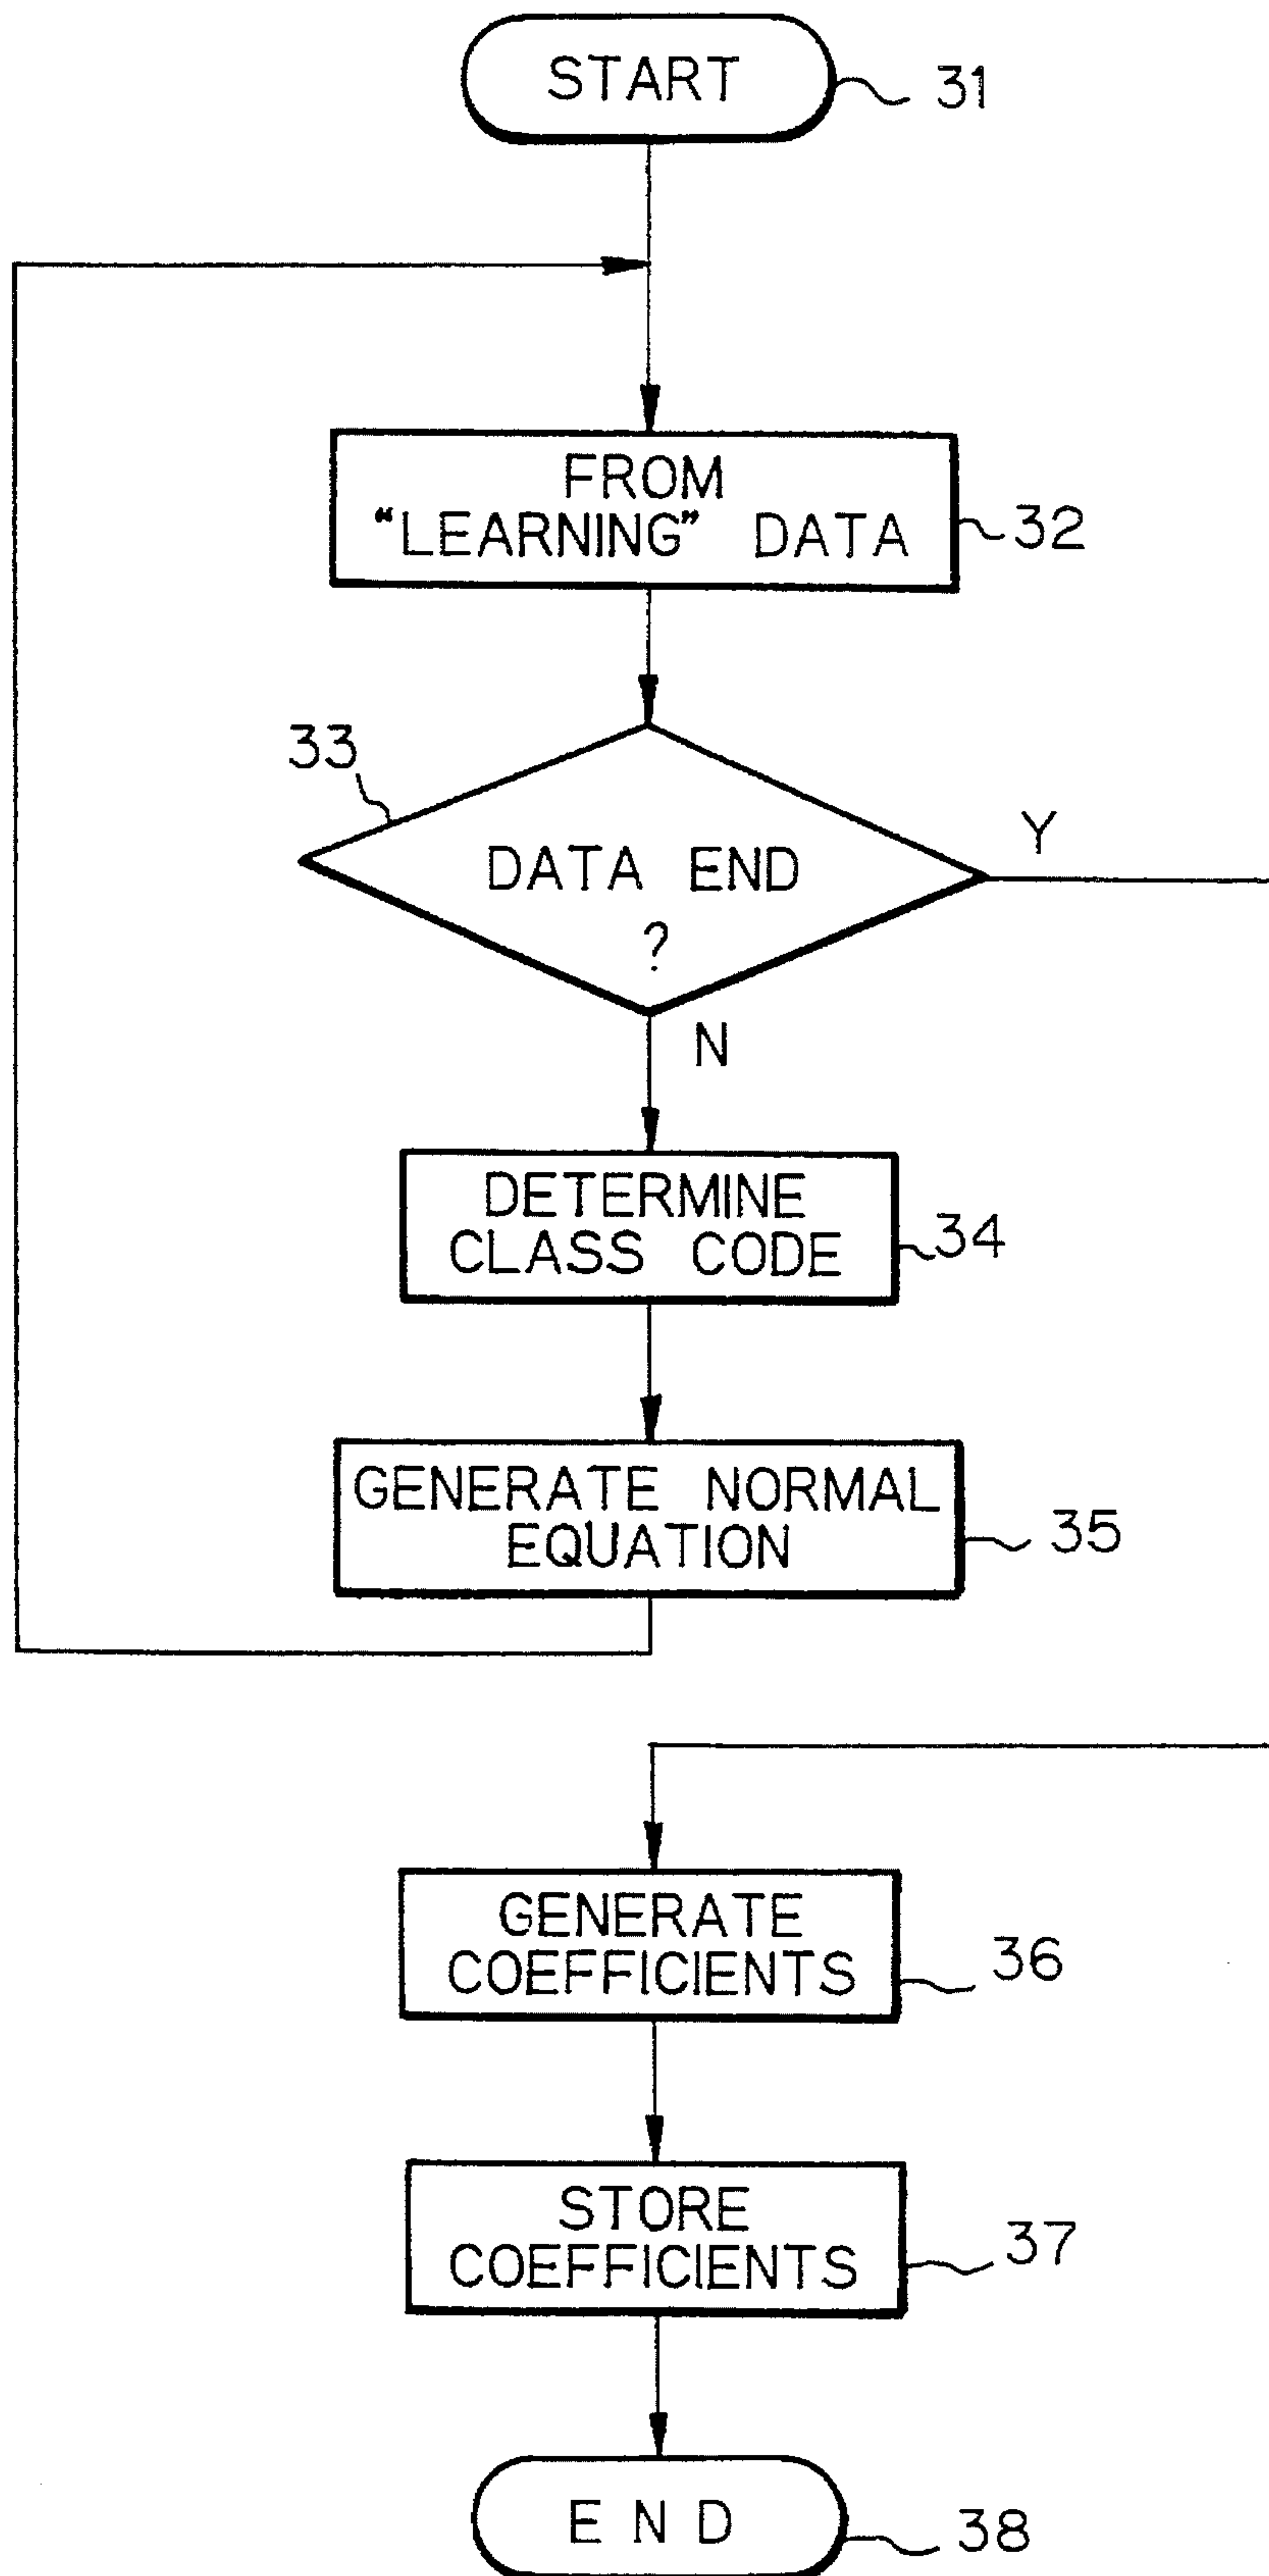 START
31
FROM
“LEARNING” DATA
32
33
DATA END
?
Y
N
DETERMINE
CLASS CODE
34
GENERATE NORMAL
EQUATION
35
GENERATE
COEFFICIENTS
36
STORE
COEFFICIENTS
37
END
38